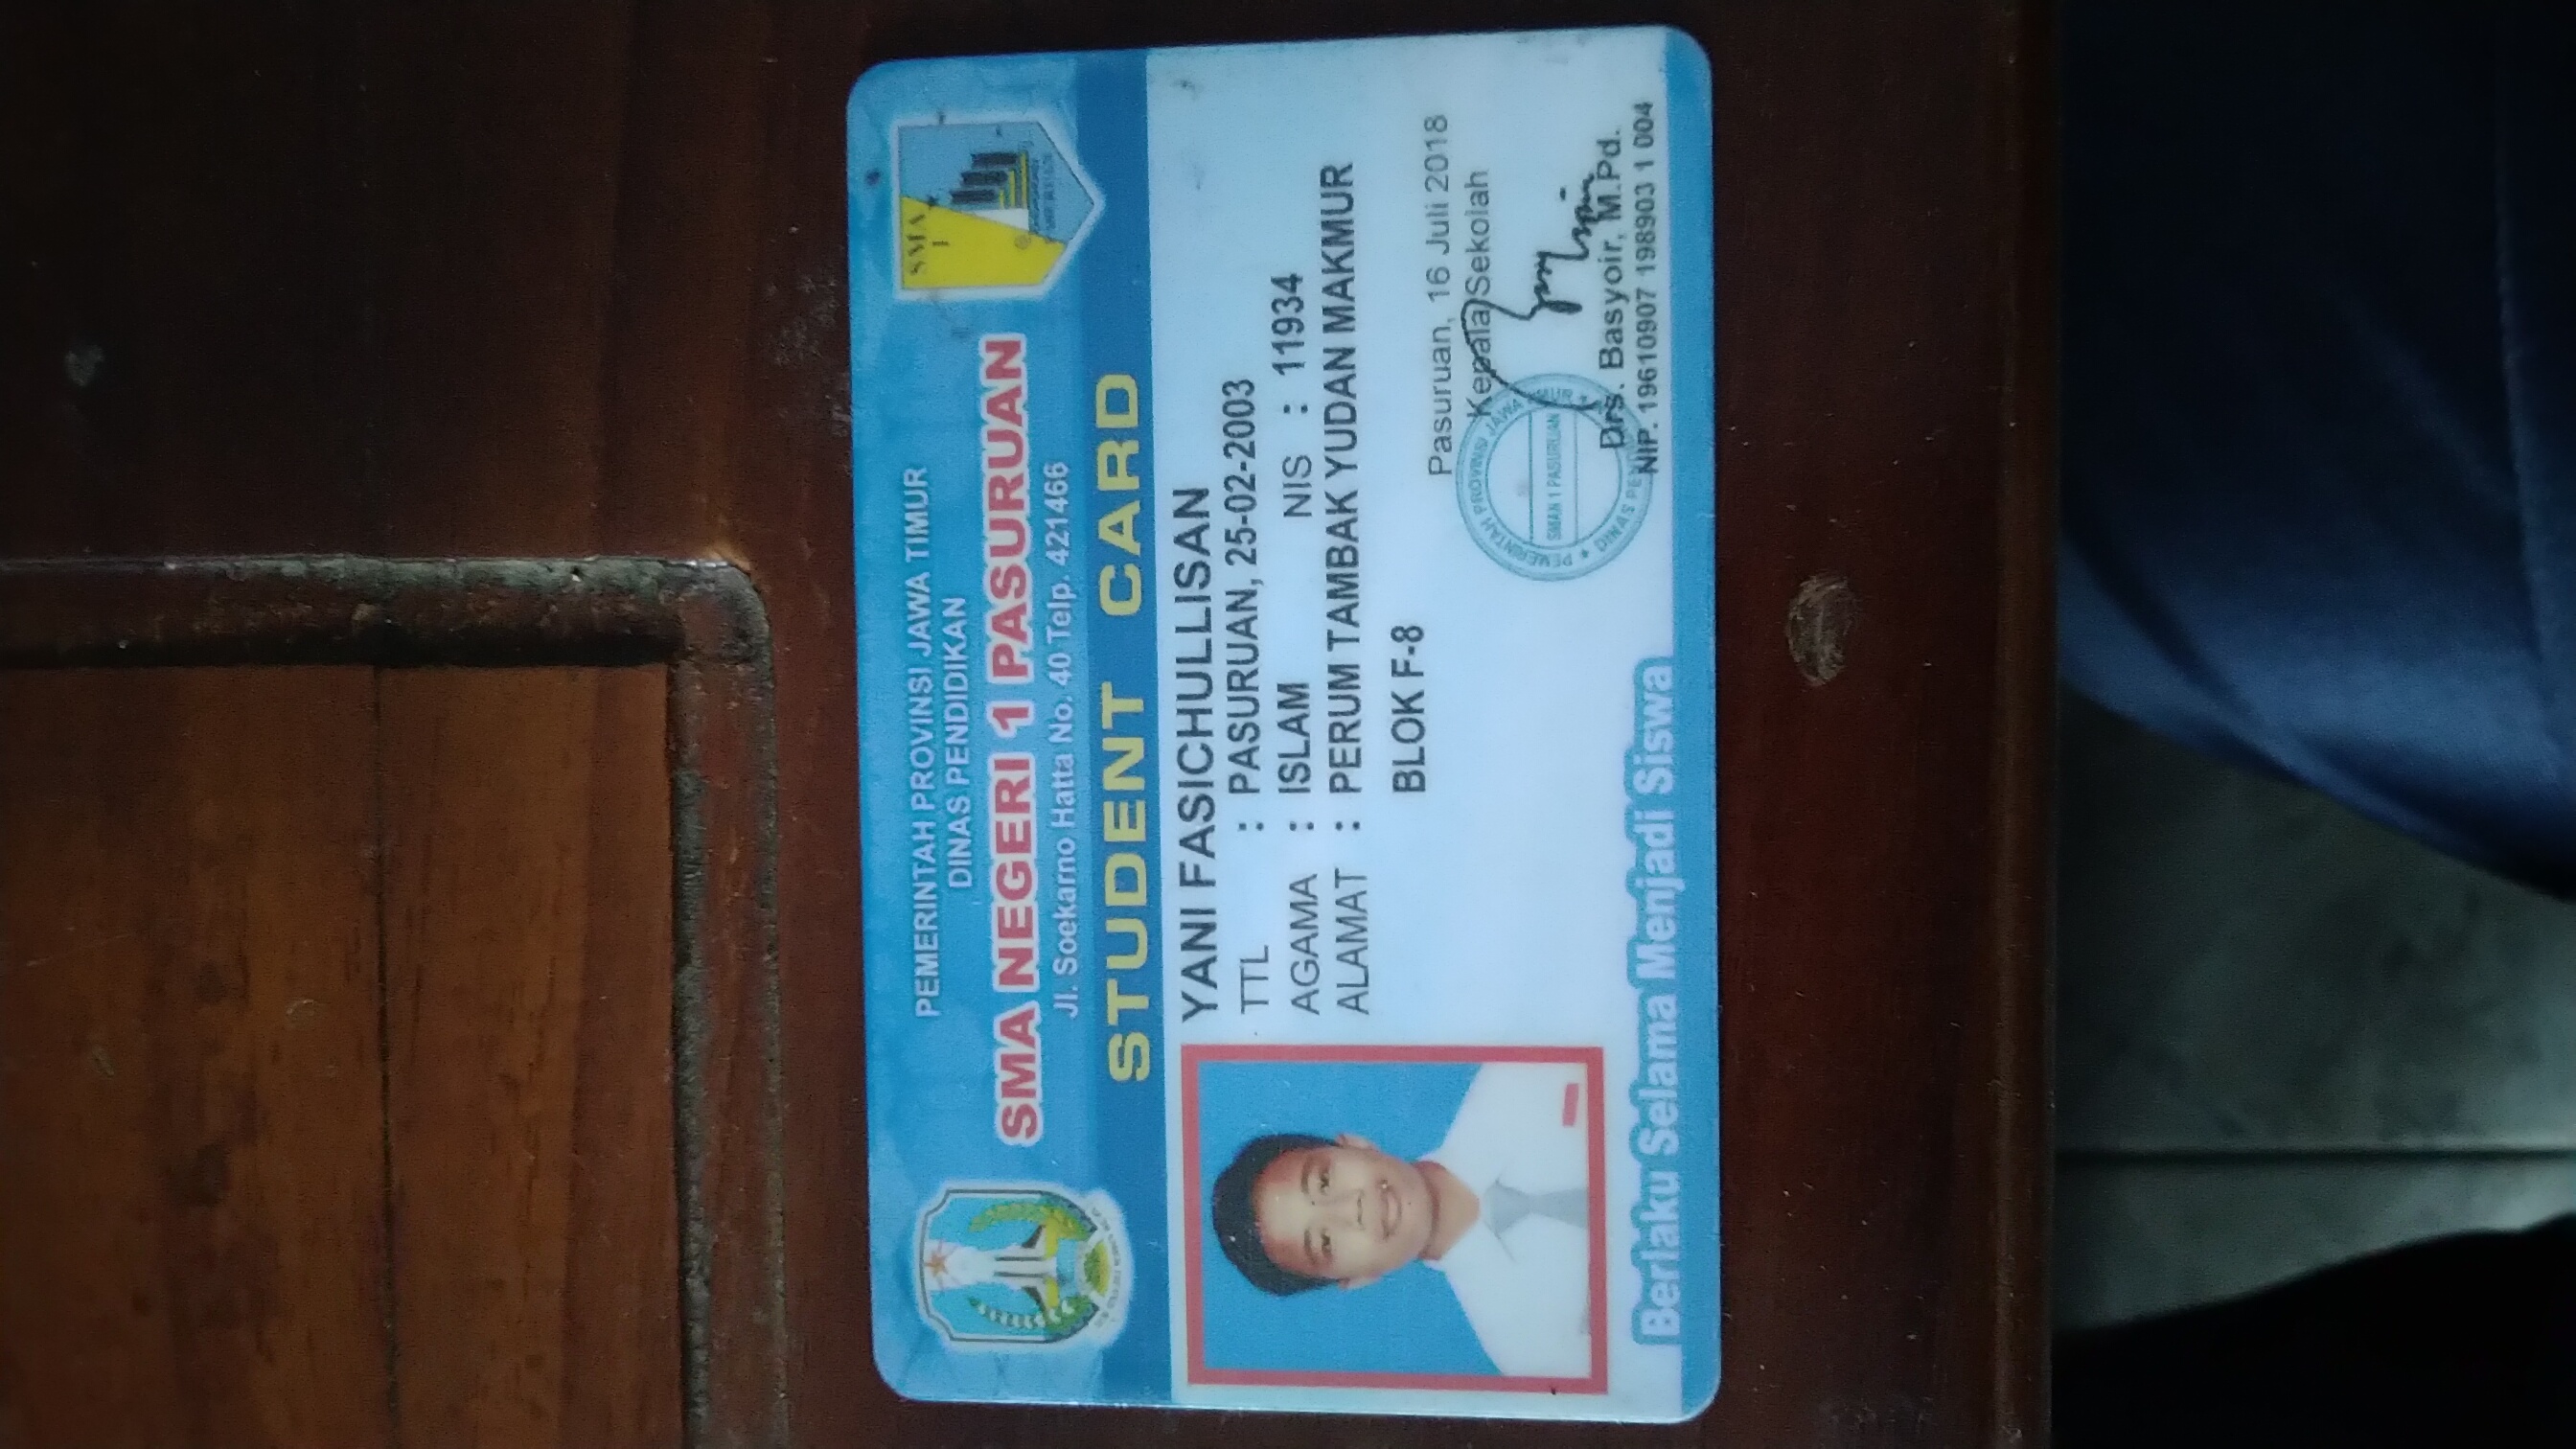 PEMERINTAH PROVINSI JAWA TIMUR
DINAS PENDIDIKAN
SMA NEGERI 1 PASURUAN
Jl. Soekarno Hatta No. 40 Telp. 421466
SMA
1
STUDENT CARD
YANI FASICHULLISAN
TTL : PASURUAN, 25-02-2003
AGAMA : ISLAM NIS : 11934
ALAMAT : PERUM TAMBAK YUDAN MAKMUR
BLOK F-8
Pasuruan, 16 Juli 2018
Kepala Sekolah
PEMERINTAH PROVINSI JAWA TIMUR
SMAN 1 PASURUAN
DINAS PENDIDIKAN
Drs. Basyoir, M.Pd.
NIP. 19610907 198903 1 004
Berlaku Selama Menjadi Siswa